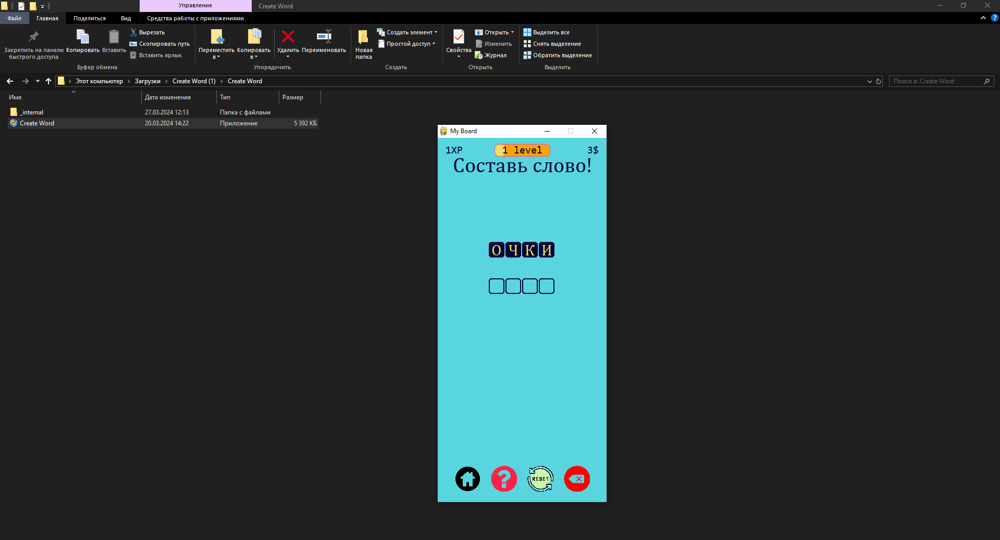 Управление
Create Word
Файл
Главная
Поделиться
Вид
Средства работы с приложениями
Закрепить на панели
быстрого доступа
Копировать
Вставить
Вырезать
Скопировать путь
Вставить ярлык
Буфер обмена
Переместить
в
Копировать
в
Удалить
Переименовать
Упорядочить
Новая
папка
Создать элемент
Простой доступ
Создать
Свойства
Открыть
Изменить
Журнал
Открыть
Выделить все
Снять выделение
Обратить выделение
Выделить
Этот компьютер
Загрузки
Create Word (1)
Create Word
Поиск в: Create Word
Имя
Дата изменения
Тип
Размер
_internal
27.03.2024 12:13
Папка с файлами
Create Word
20.03.2024 14:22
Приложение
5 392 КБ
My Board
1XP
1 level
3$
Составь слово!
О Ч К И
RESET